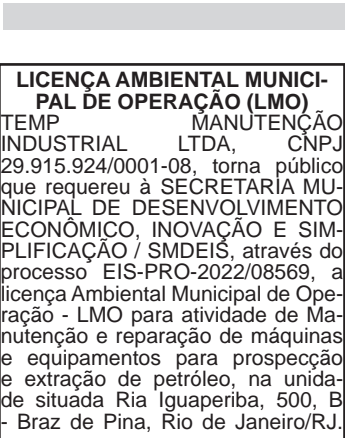 LICENÇA AMBIENTAL MUNICI-
PAL DE OPERAÇÃO (LMO)
TEMP MANUTENÇÃO
INDUSTRIAL LTDA, CNPJ
29.915.924/0001-08, torna público
que requereu à SECRETARIA MU-
NICIPAL DE DESENVOLVIMENTO
ECONÔMICO, INOVAÇÃO E SIM-
PLIFICAÇÃO / SMDEIS, através do
processo EIS-PRO-2022/08569, a
licença Ambiental Municipal de Ope-
ração - LMO para atividade de Ma-
nutenção e reparação de máquinas
e equipamentos para prospecção
e extração de petróleo, na unida-
de situada Ria Iguaperiba, 500, B
- Braz de Pina, Rio de Janeiro/RJ.